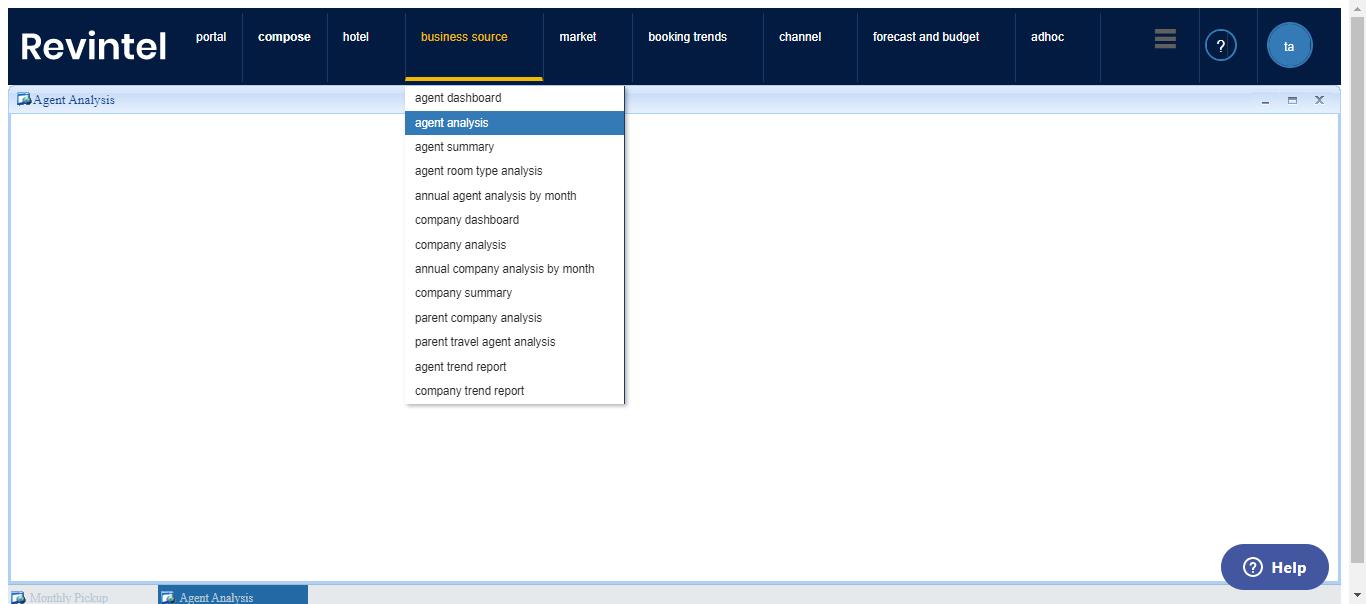 Revintel
portal
compose
hotel
business source
market
booking trends
channel
forecast and budget
adhoc
?
ta
Agent Analysis
agent dashboard
agent analysis
agent summary
agent room type analysis
annual agent analysis by month
company dashboard
company analysis
annual company analysis by month
company summary
parent company analysis
parent travel agent analysis
agent trend report
company trend report
? Help
Monthly Pickup
Agent Analysis